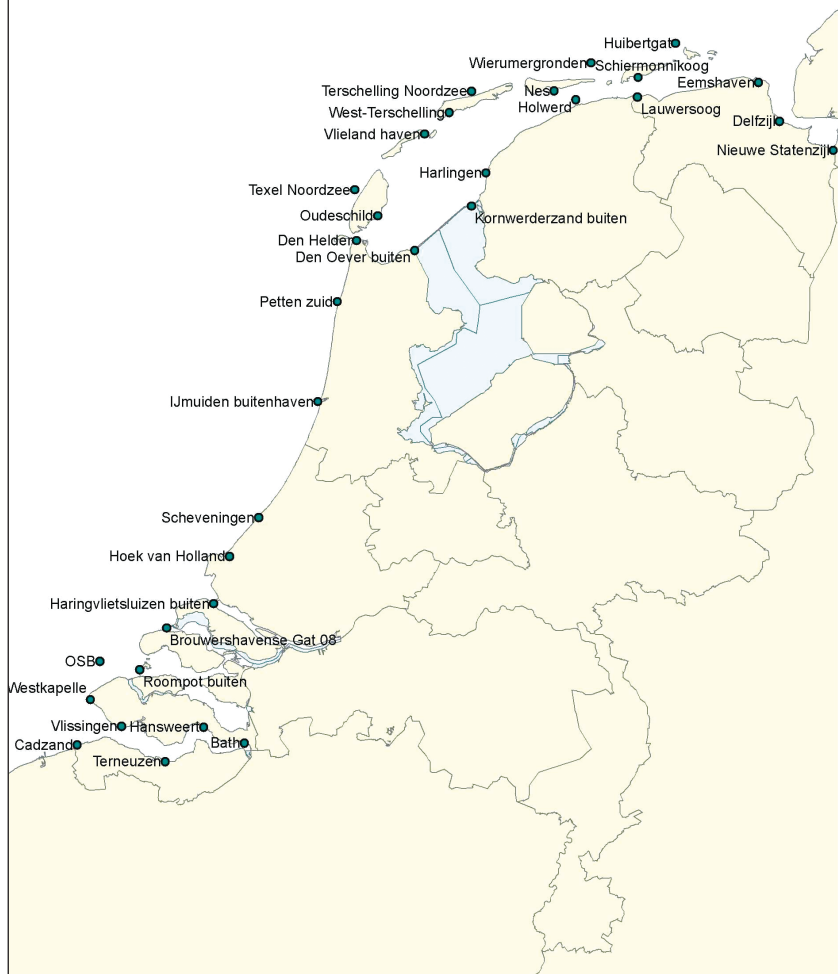 Huibertgat
Wierumergronden
Schiermonnikoog
Eemshaven
Terschelling Noordzee
Nes
Holwerd
Lauwersoog
West-Terschelling
Delfzijl
Vlieland haven
Nieuwe Statenzijl
Harlingen
Texel Noordzee
Oudeschild
Kornwerderzand buiten
Den Helder
Den Oever buiten
Petten zuid
IJmuiden buitenhaven
Scheveningen
Hoek van Holland
Haringvlietsluizen buiten
Brouwershavense Gat 08
OSB
Roompot buiten
Westkapelle
Vlissingen
Hansweert
Cadzand
Bath
Terneuzen